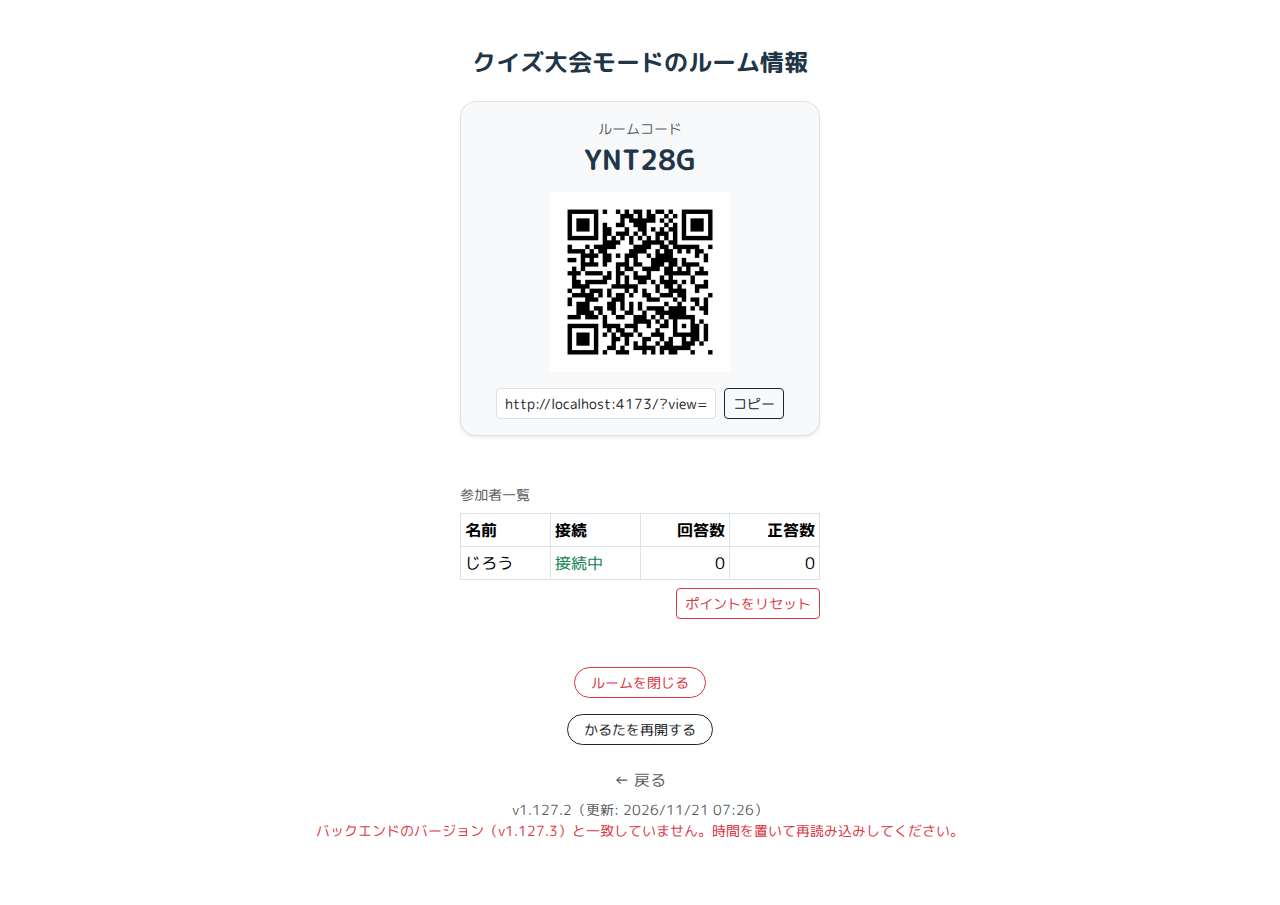 クイズ大会モードのルーム情報
ルームコード
YNT28G
http://localhost:4173/?view=
コピー
参加者一覧
名前 接続 回答数 正答数
じろう 接続中 0 0
ポイントをリセット
ルームを閉じる
かるたを再開する
← 戻る
v1.127.2（更新: 2026/11/21 07:26）
バックエンドのバージョン（v1.127.3）と一致していません。時間を置いて再読み込みしてください。